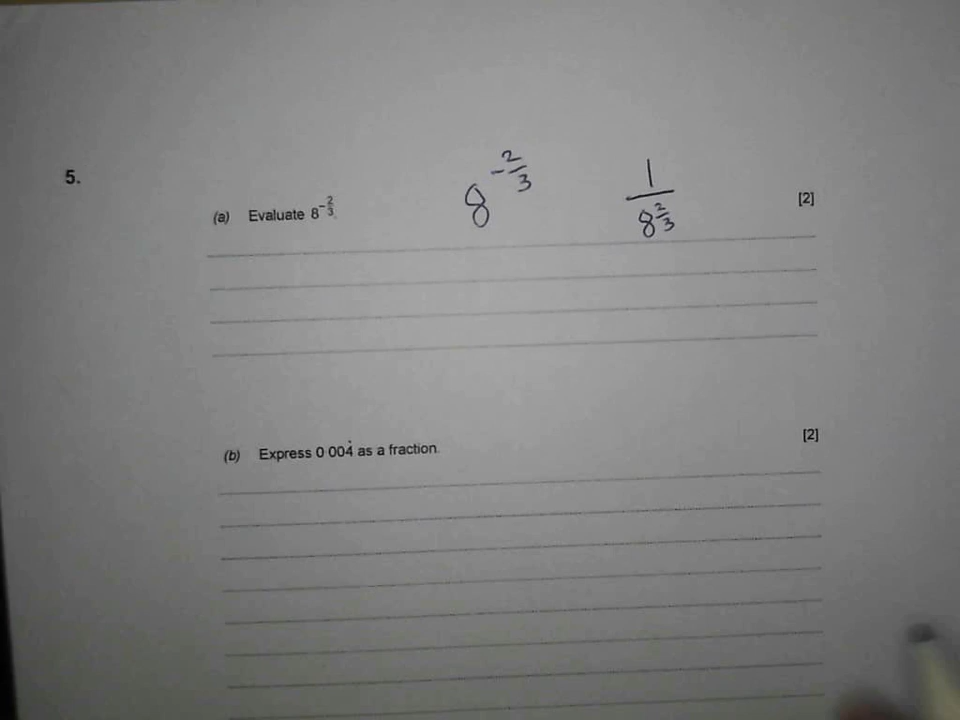 5.
(a) Evaluate 8^{-2/3}. 8^{-2/3} 1/8^{2/3} [2]
(b) Express 0·004̇ as a fraction. [2]